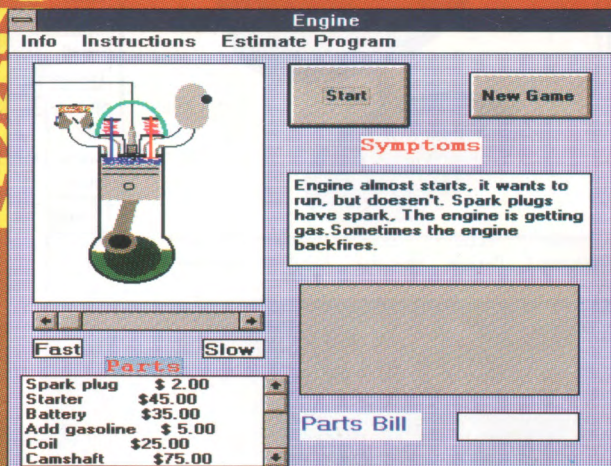 Engine
Info Instructions Estimate Program
Start
New Game
Symptoms
Engine almost starts, it wants to
run, but doesen't. Spark plugs
have spark, The engine is getting
gas.Sometimes the engine
backfires.
Fast
Slow
Parts
Spark plug $ 2.00
Starter $45.00
Battery $35.00
Add gasoline $ 5.00
Coil $25.00
Camshaft $75.00
Parts Bill